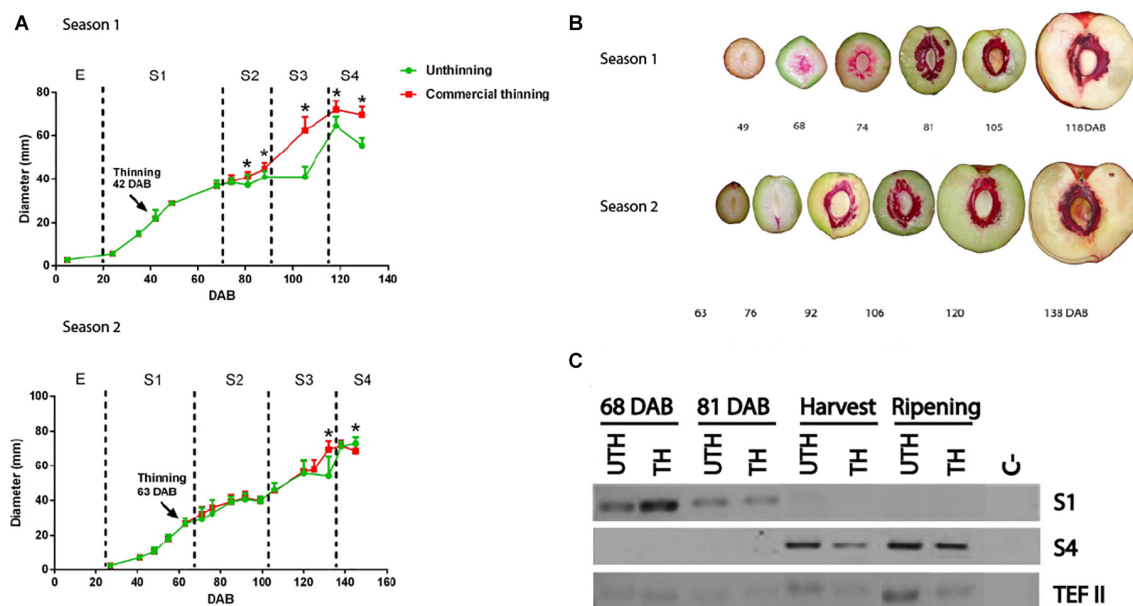 A
Season 1
E S1 S2 S3 S4
Unthinning
Commercial thinning
80
60
40
20
0
Diameter (mm)
Thinning
42 DAB
* * * * *
0 20 40 60 80 100 120 140
DAB
Season 2
E S1 S2 S3 S4
100
80
60
40
20
0
Diameter (mm)
Thinning
63 DAB
* *
0 20 40 60 80 100 120 140 160
DAB
B
Season 1
49 68 74 81 105 118 DAB
Season 2
63 76 92 106 120 138 DAB
C
68 DAB 81 DAB Harvest Ripening
UTH TH UTH TH UTH TH UTH TH C-
S1
S4
TEF II